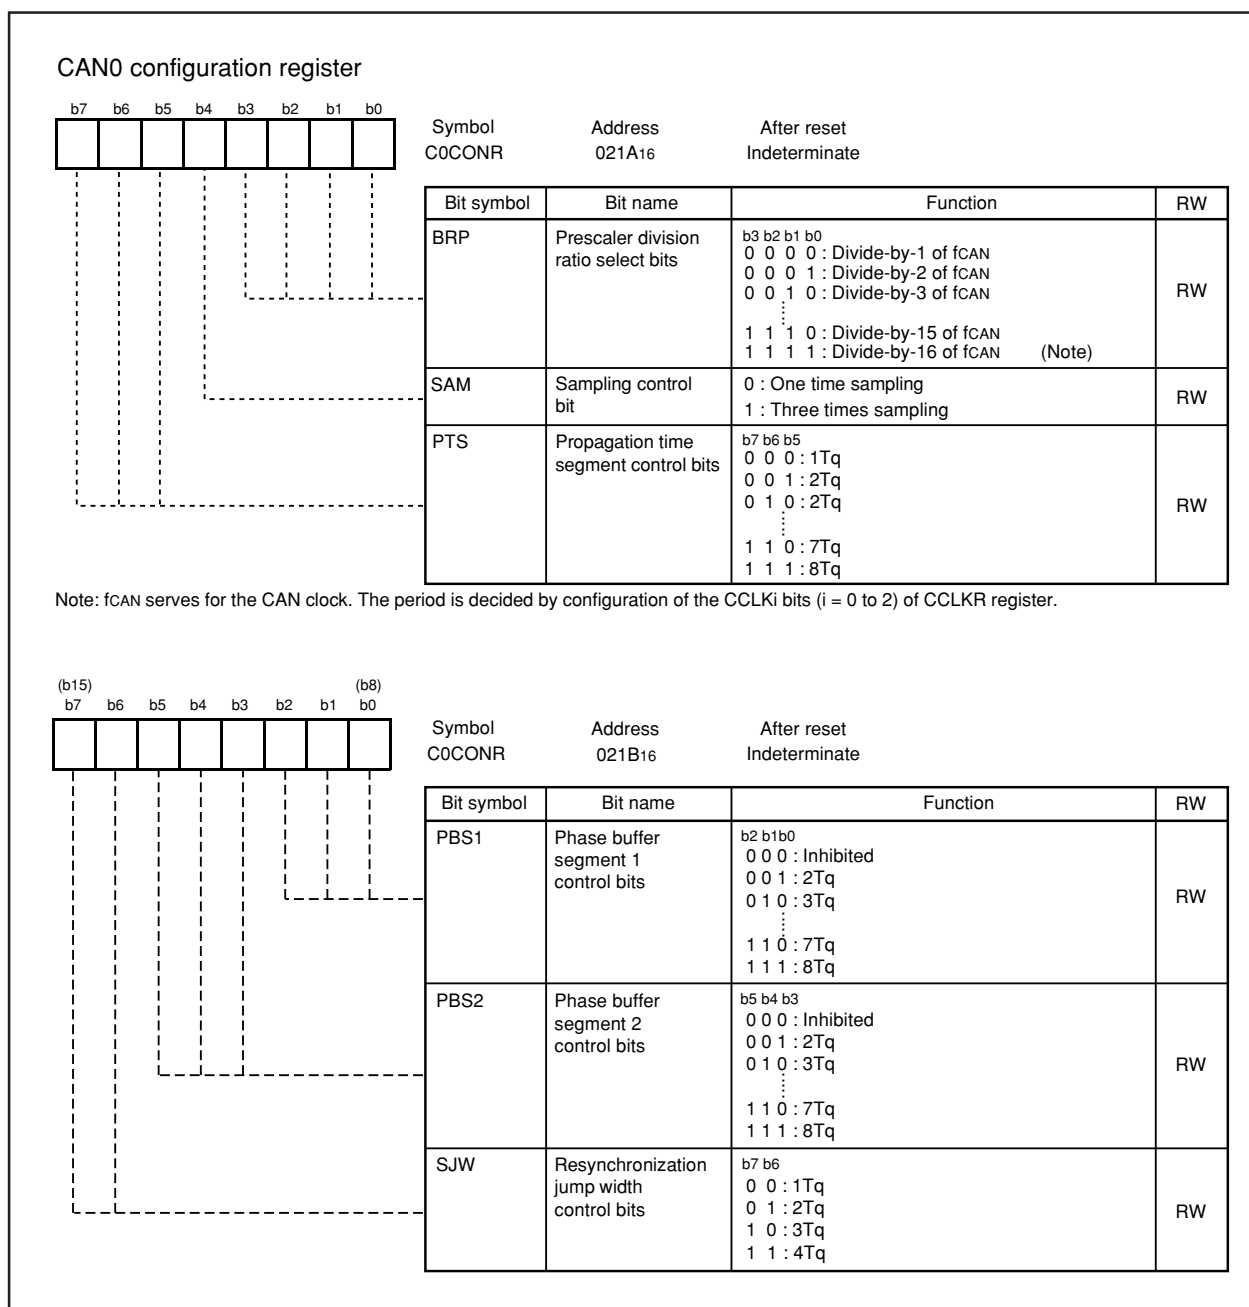 CAN0 configuration register
b7 b6 b5 b4 b3 b2 b1 b0
Symbol Address After reset
C0CONR 021A16 Indeterminate
Bit symbol Bit name Function RW
BRP Prescaler division ratio select bits RW
b3 b2 b1 b0
0 0 0 0 : Divide-by-1 of fCAN
0 0 0 1 : Divide-by-2 of fCAN
0 0 1 0 : Divide-by-3 of fCAN
1 1 1 0 : Divide-by-15 of fCAN
1 1 1 1 : Divide-by-16 of fCAN (Note)
SAM Sampling control bit RW
0 : One time sampling
1 : Three times sampling
PTS Propagation time segment control bits RW
b7 b6 b5
0 0 0 : 1Tq
0 0 1 : 2Tq
0 1 0 : 2Tq
1 1 0 : 7Tq
1 1 1 : 8Tq
Note: fCAN serves for the CAN clock. The period is decided by configuration of the CCLKi bits (i = 0 to 2) of CCLKR register.
(b15) (b8)
b7 b6 b5 b4 b3 b2 b1 b0
Symbol Address After reset
C0CONR 021B16 Indeterminate
Bit symbol Bit name Function RW
PBS1 Phase buffer segment 1 control bits RW
b2 b1b0
0 0 0 : Inhibited
0 0 1 : 2Tq
0 1 0 : 3Tq
1 1 0 : 7Tq
1 1 1 : 8Tq
PBS2 Phase buffer segment 2 control bits RW
b5 b4 b3
0 0 0 : Inhibited
0 0 1 : 2Tq
0 1 0 : 3Tq
1 1 0 : 7Tq
1 1 1 : 8Tq
SJW Resynchronization jump width control bits RW
b7 b6
0 0 : 1Tq
0 1 : 2Tq
1 0 : 3Tq
1 1 : 4Tq